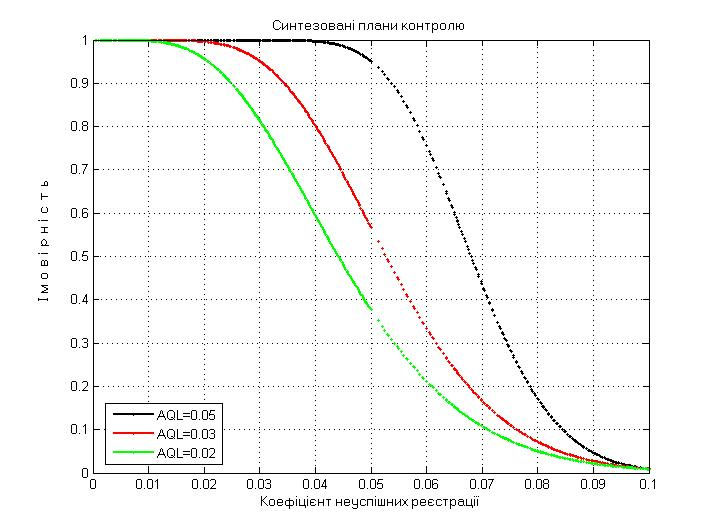 Синтезовані плани контролю
1
0.9
0.8
0.7
0.6
0.5
0.4
0.3
0.2
0.1
0
Імовірність
AQL=0.05
AQL=0.03
AQL=0.02
0 0.01 0.02 0.03 0.04 0.05 0.06 0.07 0.08 0.09 0.1
Коефіцієнт неуспішних реєстрації